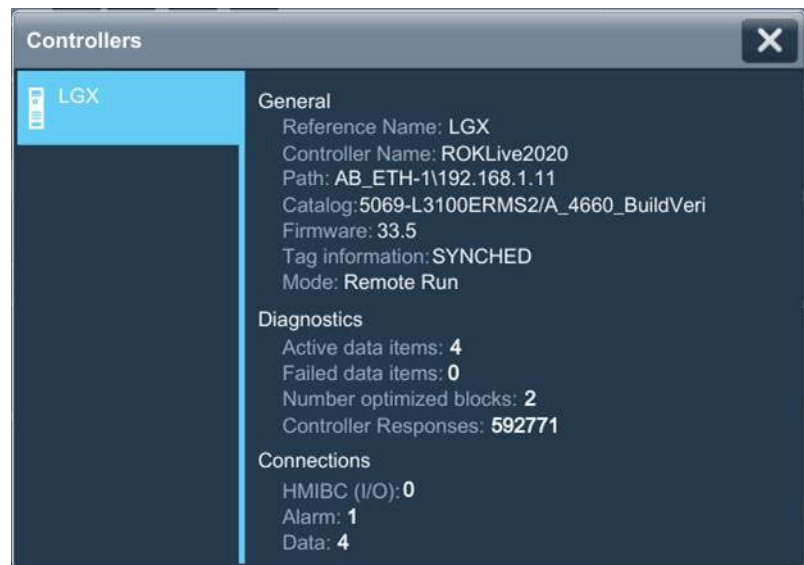 Controllers
LGX
General
Reference Name: LGX
Controller Name: ROKLive2020
Path: AB_ETH-1\192.168.1.11
Catalog:5069-L3100ERMS2/A_4660_BuildVeri
Firmware: 33.5
Tag information: SYNCHED
Mode: Remote Run
Diagnostics
Active data items: 4
Failed data items: 0
Number optimized blocks: 2
Controller Responses: 592771
Connections
HMIBC (I/O): 0
Alarm: 1
Data: 4